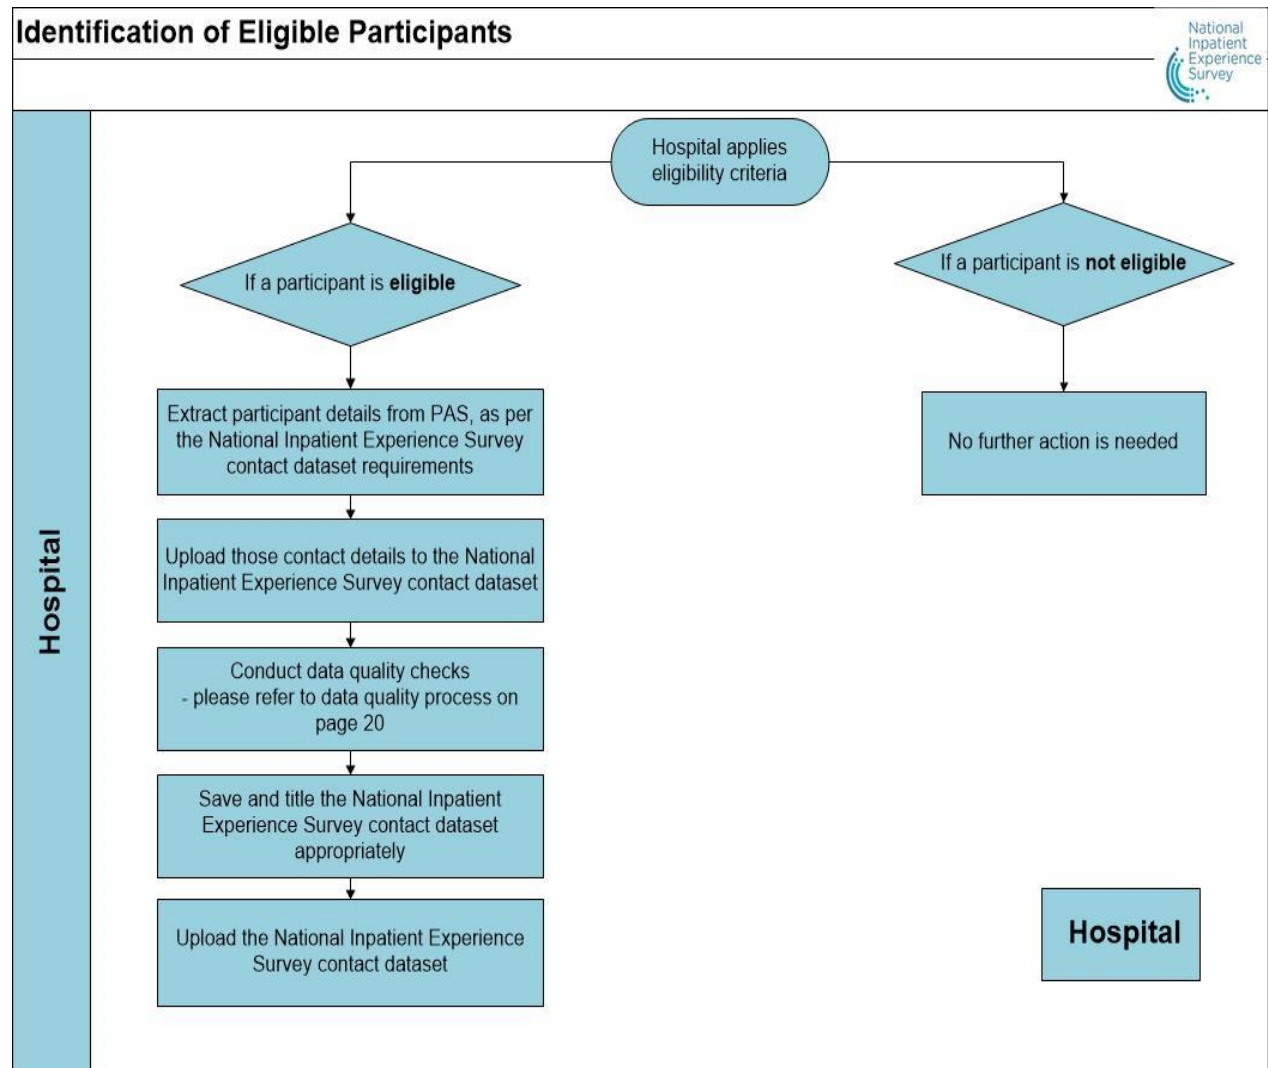 Identification of Eligible Participants
National
Inpatient
Experience
Survey
Hospital
Hospital applies
eligibility criteria
If a participant is eligible
If a participant is not eligible
Extract participant details from PAS, as per
the National Inpatient Experience Survey
contact dataset requirements
No further action is needed
Upload those contact details to the National
Inpatient Experience Survey contact dataset
Conduct data quality checks
- please refer to data quality process on
page 20
Save and title the National Inpatient
Experience Survey contact dataset
appropriately
Upload the National Inpatient Experience
Survey contact dataset
Hospital